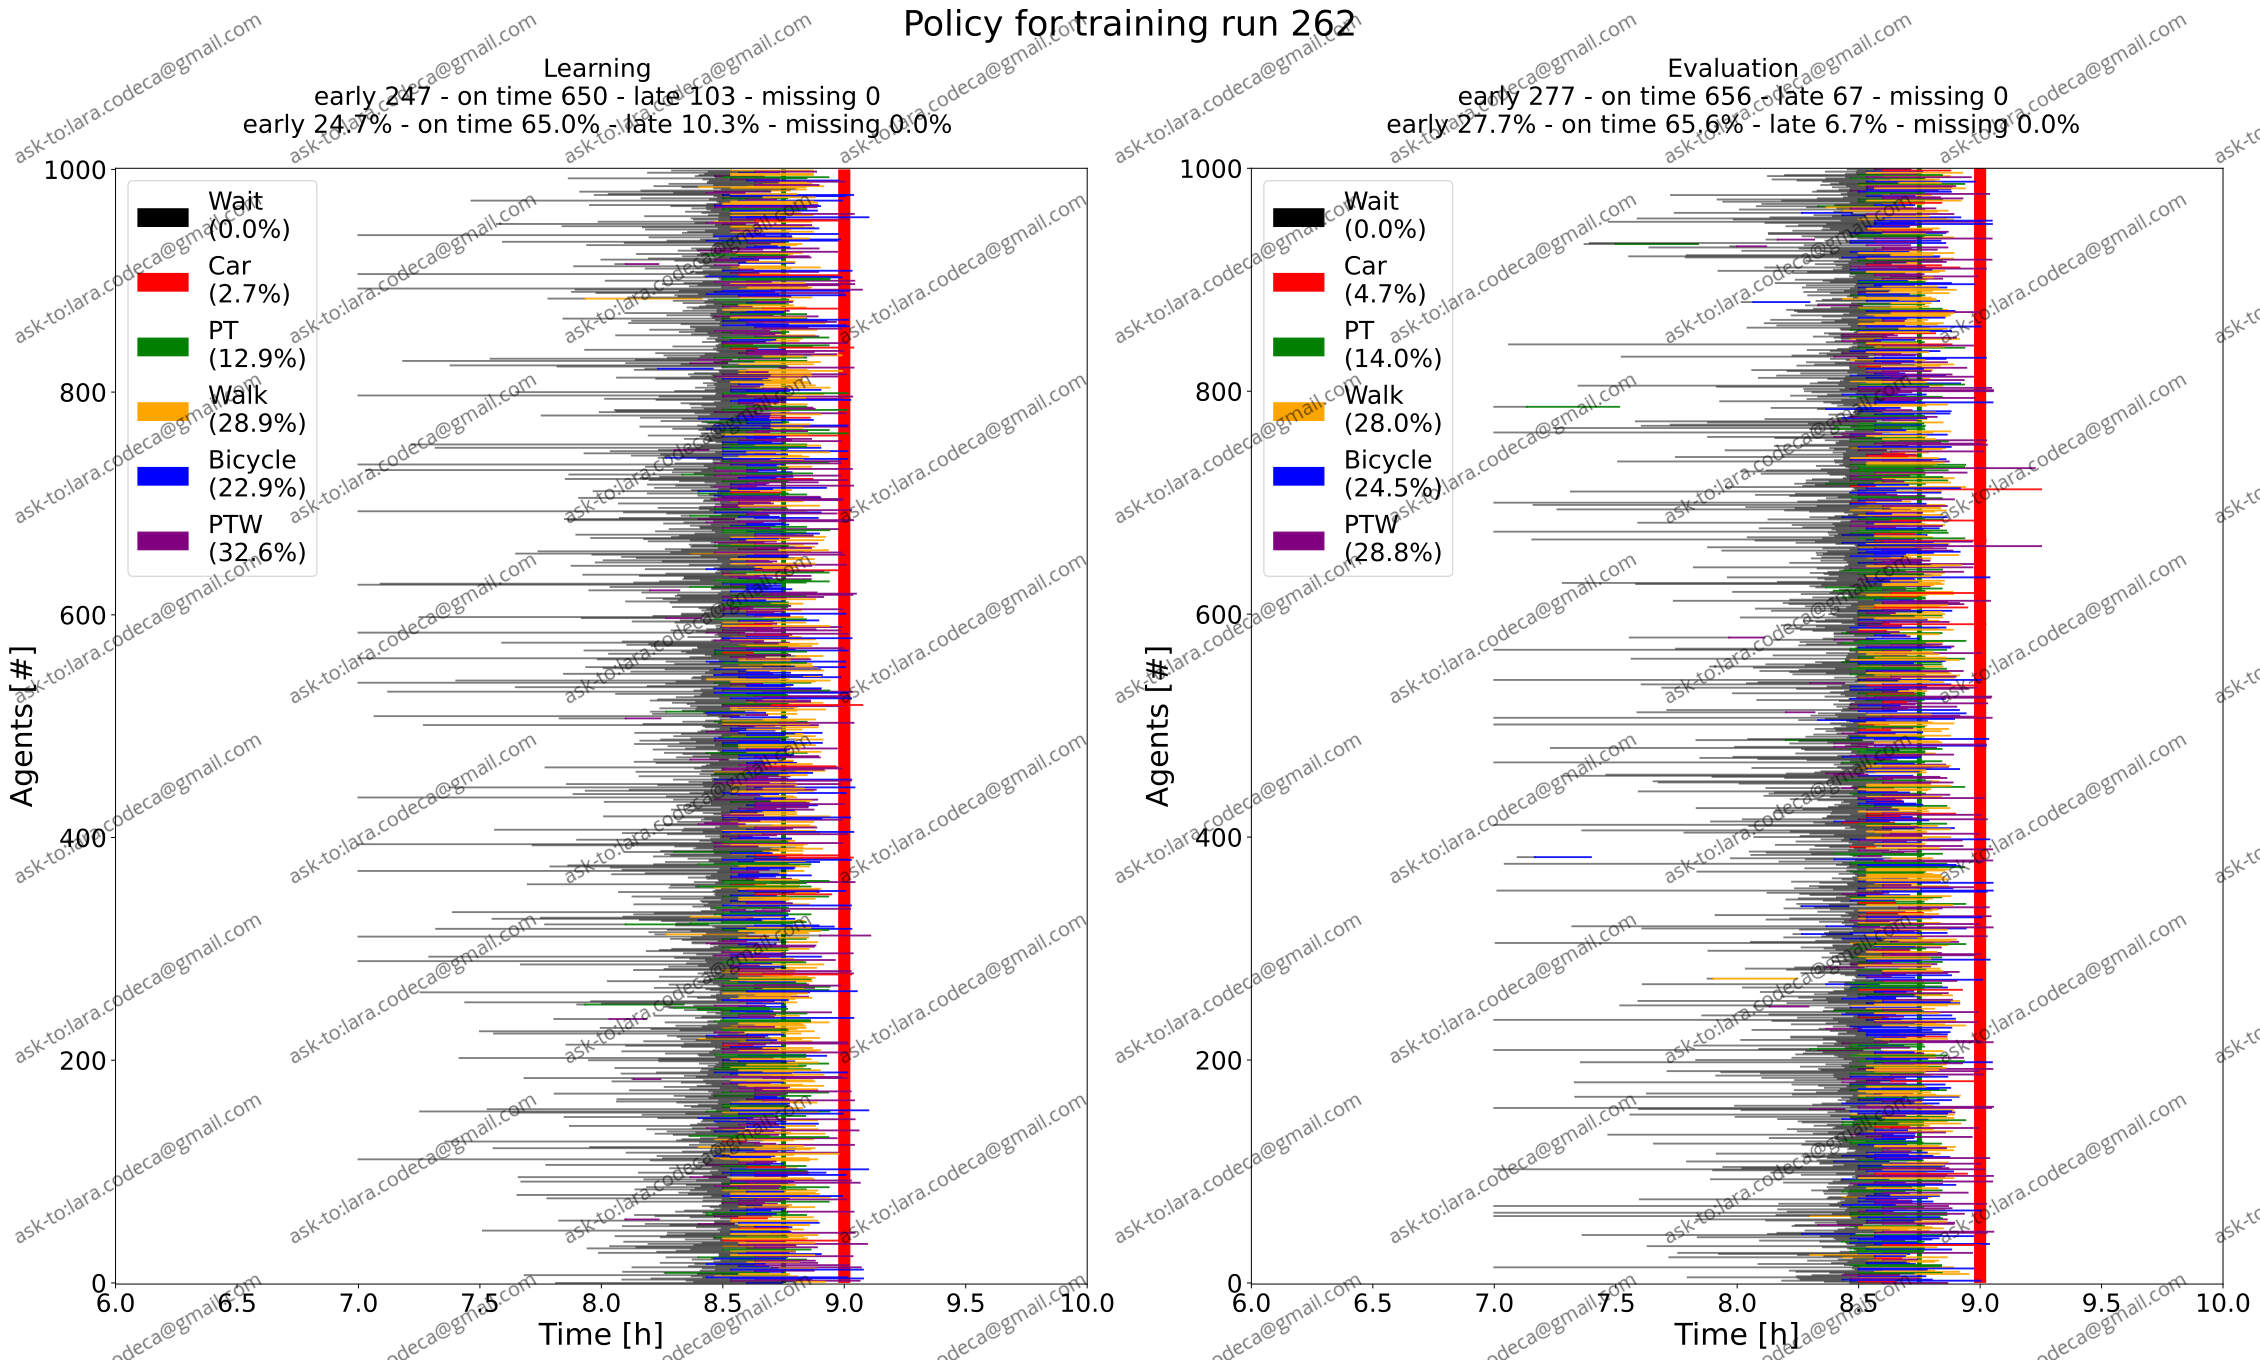 Policy for training run 262
Learning
early 247 - on time 650 - late 103 - missing 0
early 24.7% - on time 65.0% - late 10.3% - missing 0.0%
Evaluation
early 277 - on time 656 - late 67 - missing 0
early 27.7% - on time 65.6% - late 6.7% - missing 0.0%
Agents [#]
1000
800
600
400
200
0
Wait
(0.0%)
Car
(2.7%)
PT
(12.9%)
Walk
(28.9%)
Bicycle
(22.9%)
PTW
(32.6%)
6.0 6.5 7.0 7.5 8.0 8.5 9.0 9.5 10.0
Time [h]
Agents [#]
1000
800
600
400
200
0
Wait
(0.0%)
Car
(4.7%)
PT
(14.0%)
Walk
(28.0%)
Bicycle
(24.5%)
PTW
(28.8%)
6.0 6.5 7.0 7.5 8.0 8.5 9.0 9.5 10.0
Time [h]
ask-to:lara.codeca@gmail.com